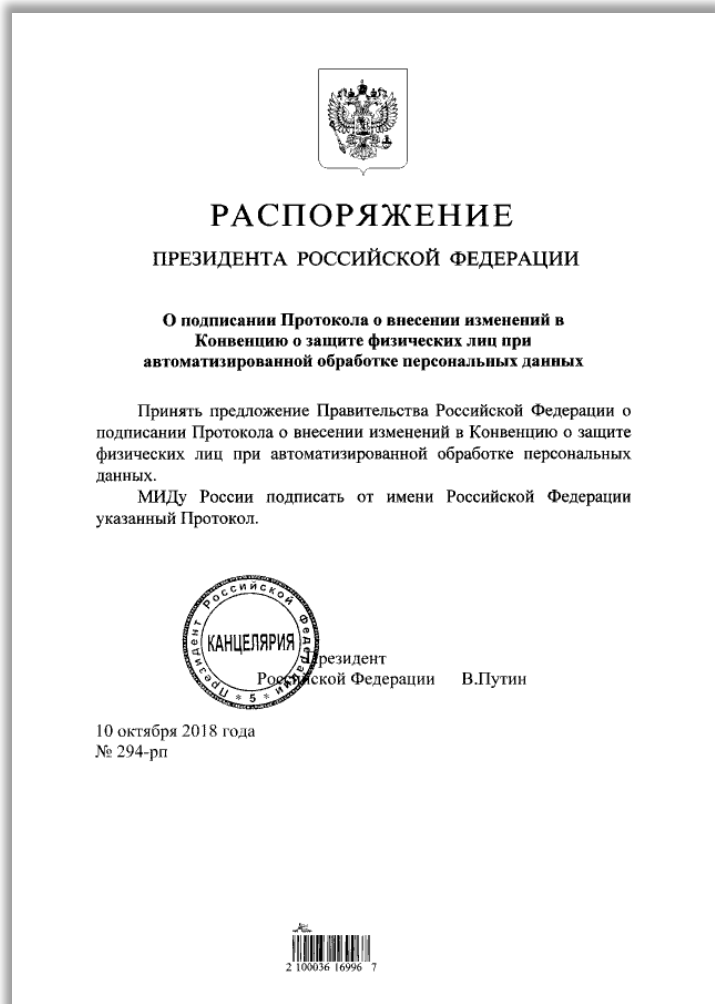 РАСПОРЯЖЕНИЕ
ПРЕЗИДЕНТА РОССИЙСКОЙ ФЕДЕРАЦИИ
О подписании Протокола о внесении изменений в
Конвенцию о защите физических лиц при
автоматизированной обработке персональных данных
Принять предложение Правительства Российской Федерации о
подписании Протокола о внесении изменений в Конвенцию о защите
физических лиц при автоматизированной обработке персональных
данных.
МИДу России подписать от имени Российской Федерации
указанный Протокол.
Президент Российской Федерации * 5 *
КАНЦЕЛЯРИЯ
Президент
Российской Федерации В.Путин
10 октября 2018 года
№ 294-рп
2 100036 16996 7